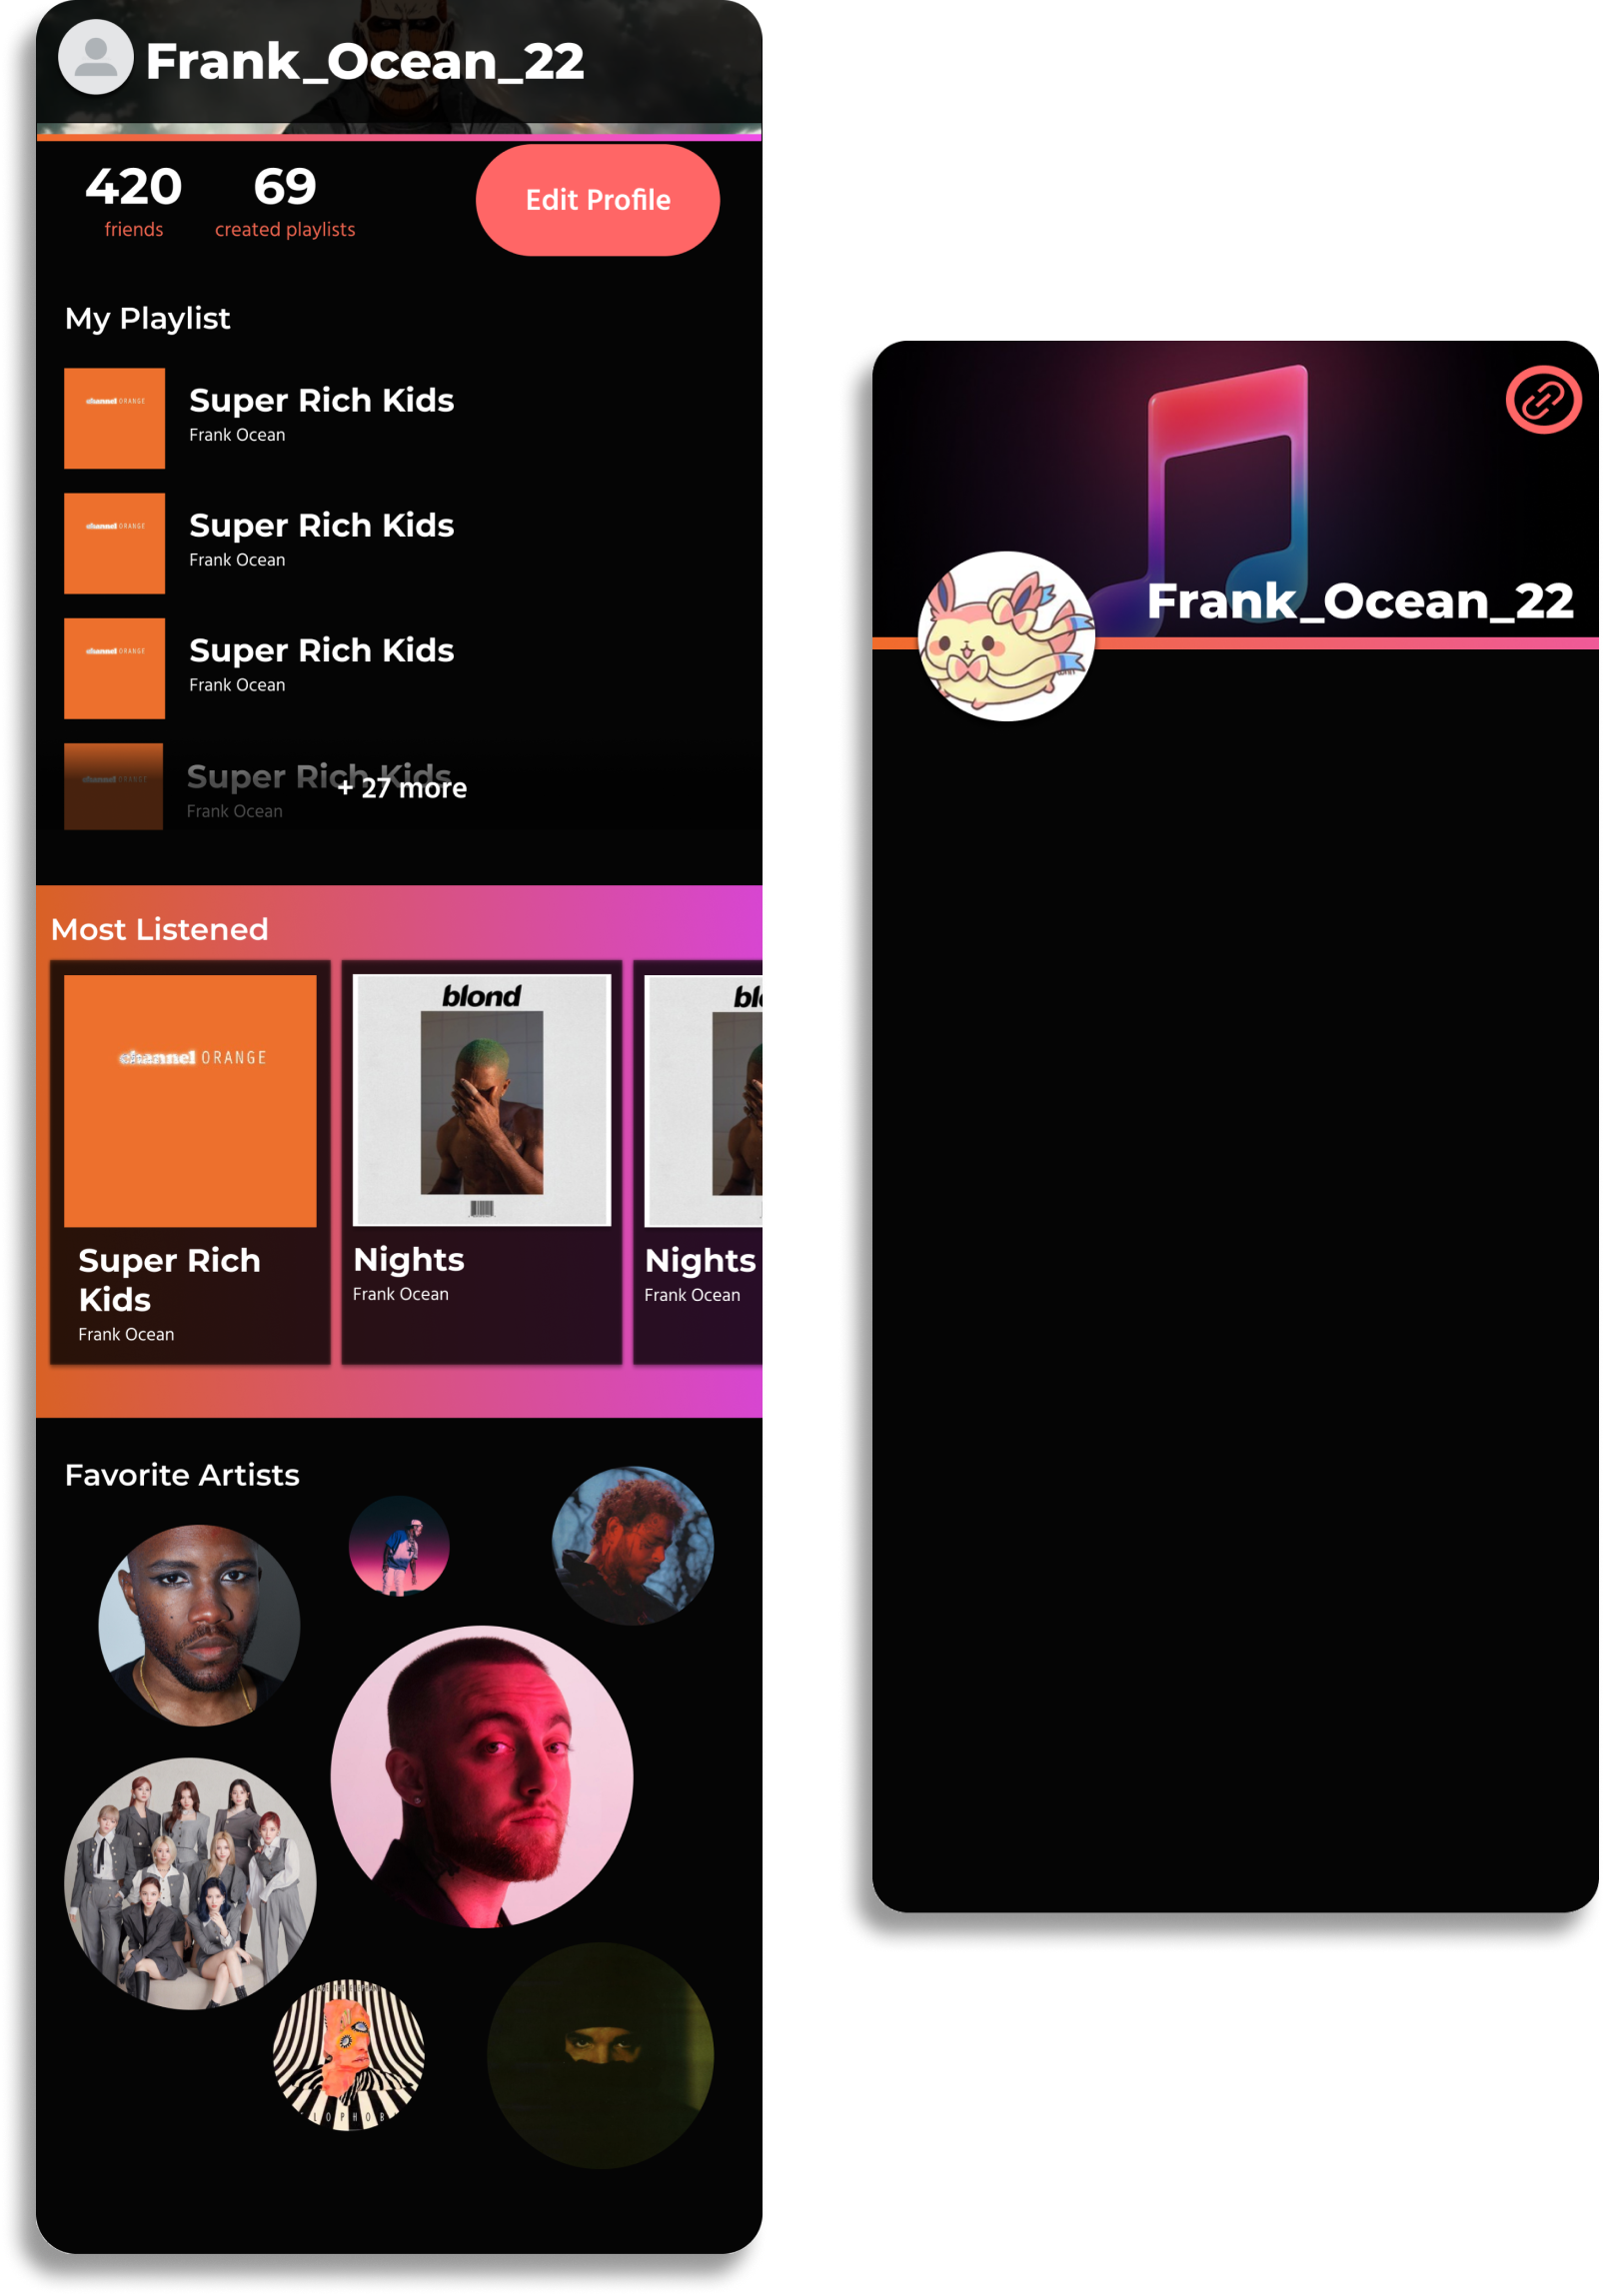 Frank_Ocean_22
420
69
friends
created playlists
Edit Profile
My Playlist
channel ORANGE
Super Rich Kids
Frank Ocean
channel ORANGE
Super Rich Kids
Frank Ocean
channel ORANGE
Super Rich Kids
Frank Ocean
channel ORANGE
Super Rich Kids
+ 27 more
Frank Ocean
Most Listened
channel ORANGE
Super Rich
Kids
Frank Ocean
blond
Nights
Frank Ocean
bl
Nights
Frank Ocean
Favorite Artists
LOPHOB
Frank_Ocean_22